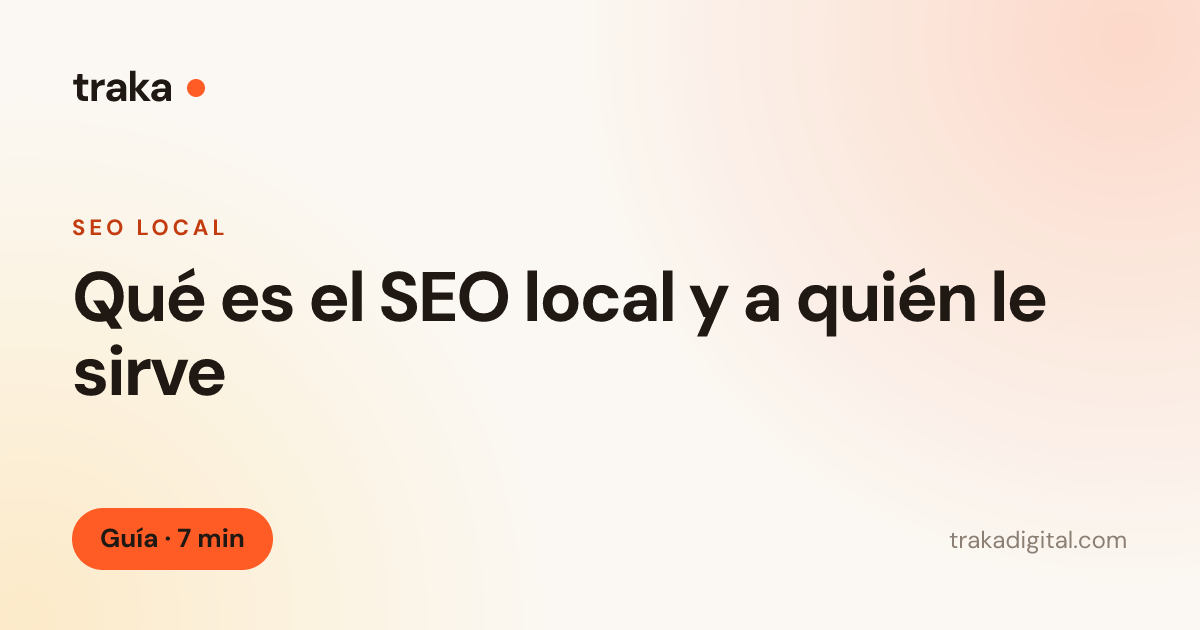 traka
SEO LOCAL
Qué es el SEO local y a quién le
sirve
Guía · 7 min
trakadigital.com